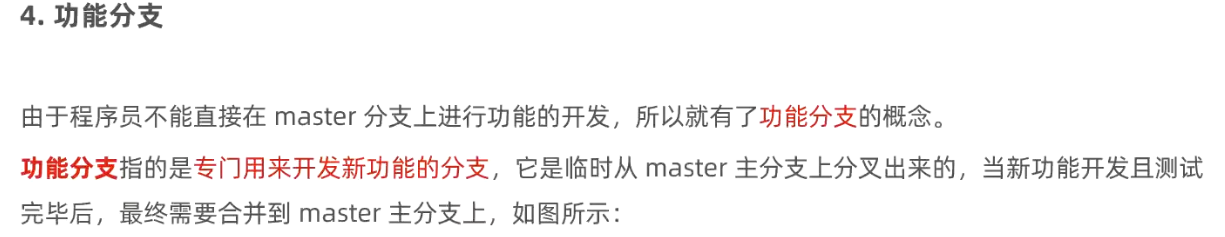 4. 功能分支
由于程序员不能直接在 master 分支上进行功能的开发，所以就有了功能分支的概念。
功能分支指的是专门用来开发新功能的分支，它是临时从 master 主分支上分叉出来的，当新功能开发且测试
完毕后，最终需要合并到 master 主分支上，如图所示：